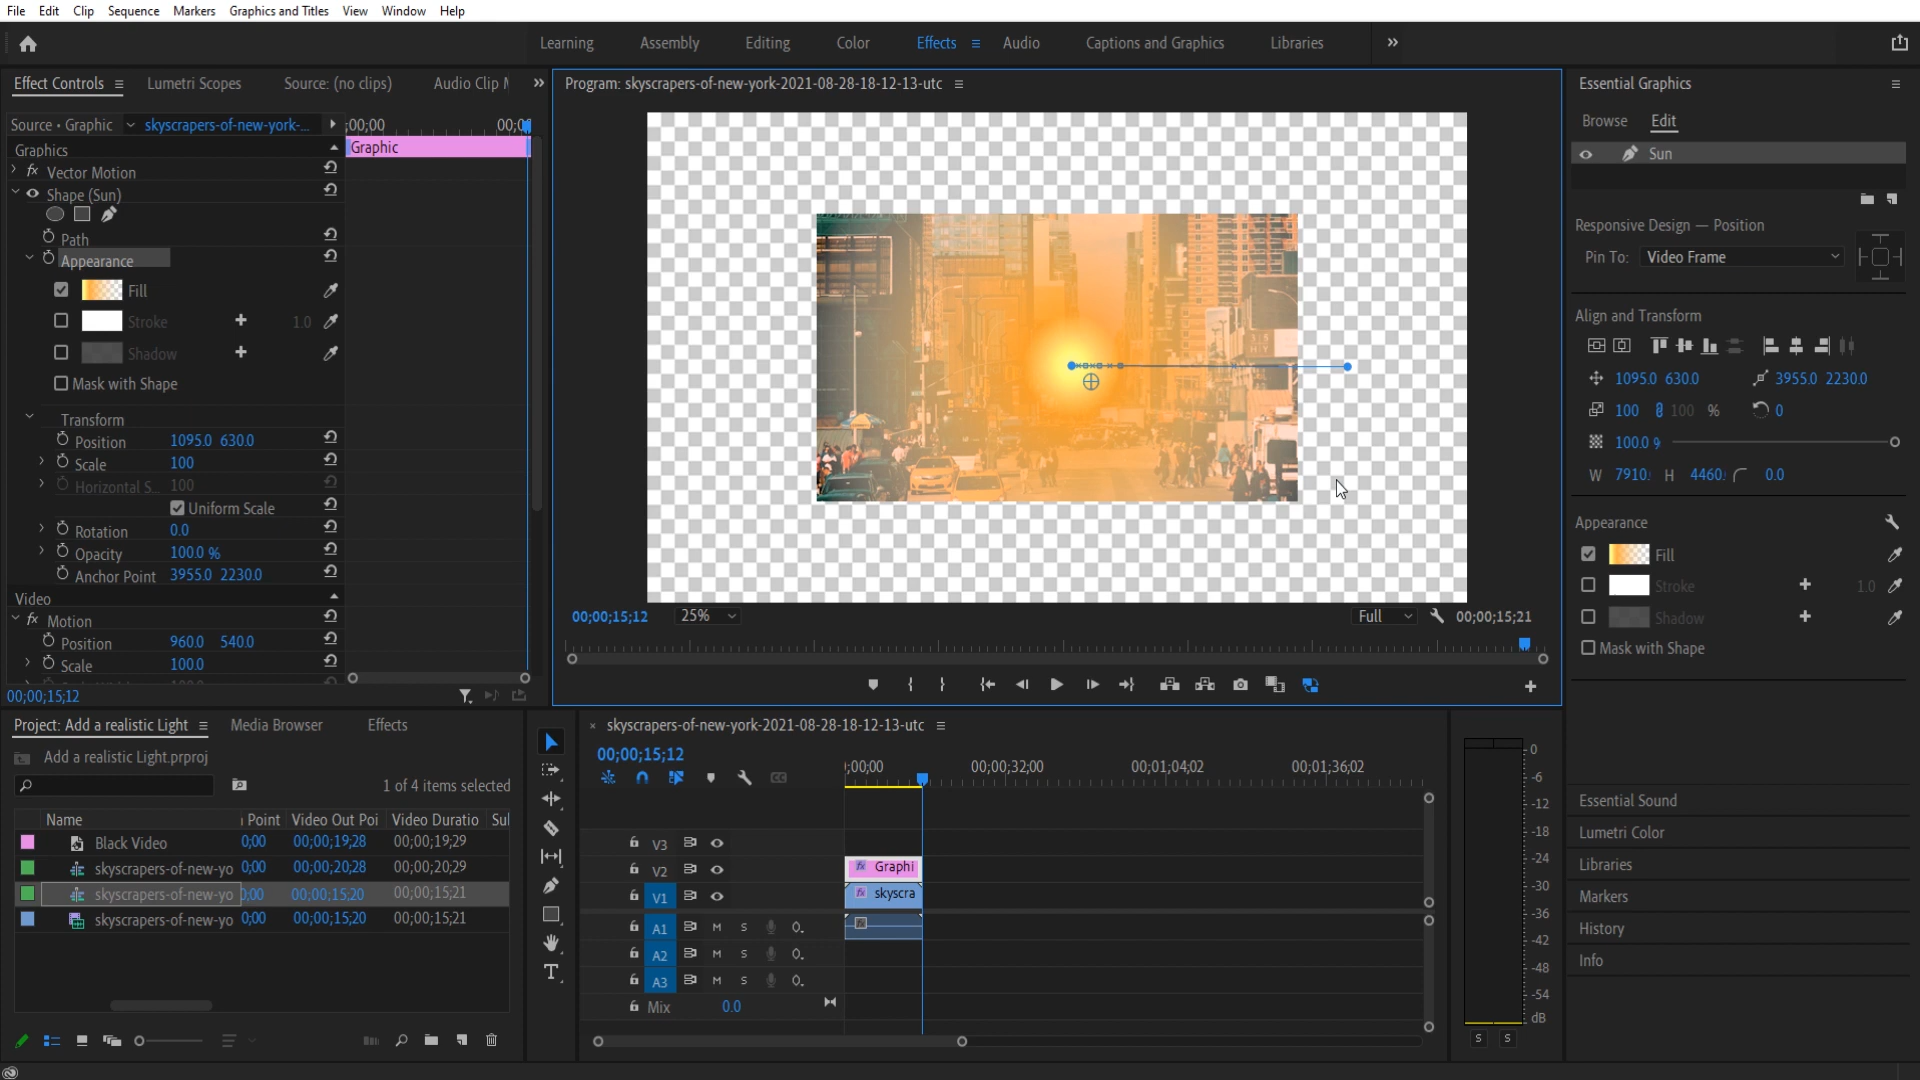 File Edit Clip Sequence Markers Graphics and Titles View Window Help
Learning Assembly Editing Color Effects Audio Captions and Graphics Libraries
Effect Controls Lumetri Scopes Source: (no clips) Audio Clip M
Source • Graphic skyscrapers-of-new-york-...
;00;00 00;0
Graphics
Graphic
fx Vector Motion
Shape (Sun)
Path
Appearance
Fill
Stroke 1.0
Shadow
Mask with Shape
Transform
Position 1095.0 630.0
Scale 100
Horizontal S... 100
Uniform Scale
Rotation 0.0
Opacity 100.0 %
Anchor Point 3955.0 2230.0
Video
fx Motion
Position 960.0 540.0
Scale 100.0
00;00;15;12
Program: skyscrapers-of-new-york-2021-08-28-18-12-13-utc
00;00;15;12 25% Full 00;00;15;21
Essential Graphics
Browse Edit
Sun
Responsive Design — Position
Pin To: Video Frame
Align and Transform
1095.0 630.0 3955.0 2230.0
100 100 % 0
100.0 %
W 7910. H 4460. 0.0
Appearance
Fill
Stroke 1.0
Shadow
Mask with Shape
Essential Sound
Lumetri Color
Libraries
Markers
History
Info
Project: Add a realistic Light Media Browser Effects
Add a realistic Light.prproj
1 of 4 items selected
Name Point Video Out Poi Video Duratio Sul
Black Video 0;00 00;00;19;28 00;00;19;29
skyscrapers-of-new-yo 0;00 00;00;20;28 00;00;20;29
skyscrapers-of-new-yo 0;00 00;00;15;20 00;00;15;21
skyscrapers-of-new-yo 0;00 00;00;15;20 00;00;15;21
T
× skyscrapers-of-new-york-2021-08-28-18-12-13-utc
00;00;15;12
;00;00 00;00;32;00 00;01;04;02 00;01;36;02
CC
V3
V2 fx Graphi
V1 fx skyscra
A1 M S fx
A2 M S
A3 M S
Mix 0.0
0
-6
-12
-18
-24
-30
-36
-42
-48
-54
dB
S S